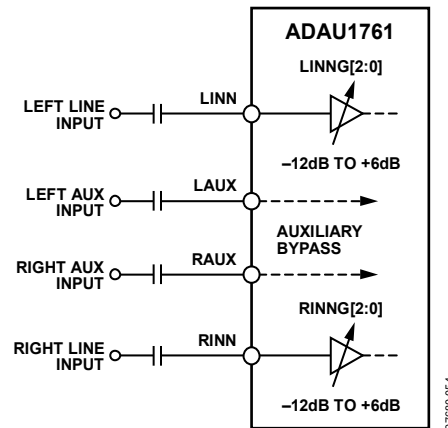 ADAU1761
LINNG[2:0]
LEFT LINE
INPUT
LINN
–12dB TO +6dB
LEFT AUX
INPUT
LAUX
AUXILIARY
BYPASS
RIGHT AUX
INPUT
RAUX
RINNG[2:0]
RIGHT LINE
INPUT
RINN
–12dB TO +6dB